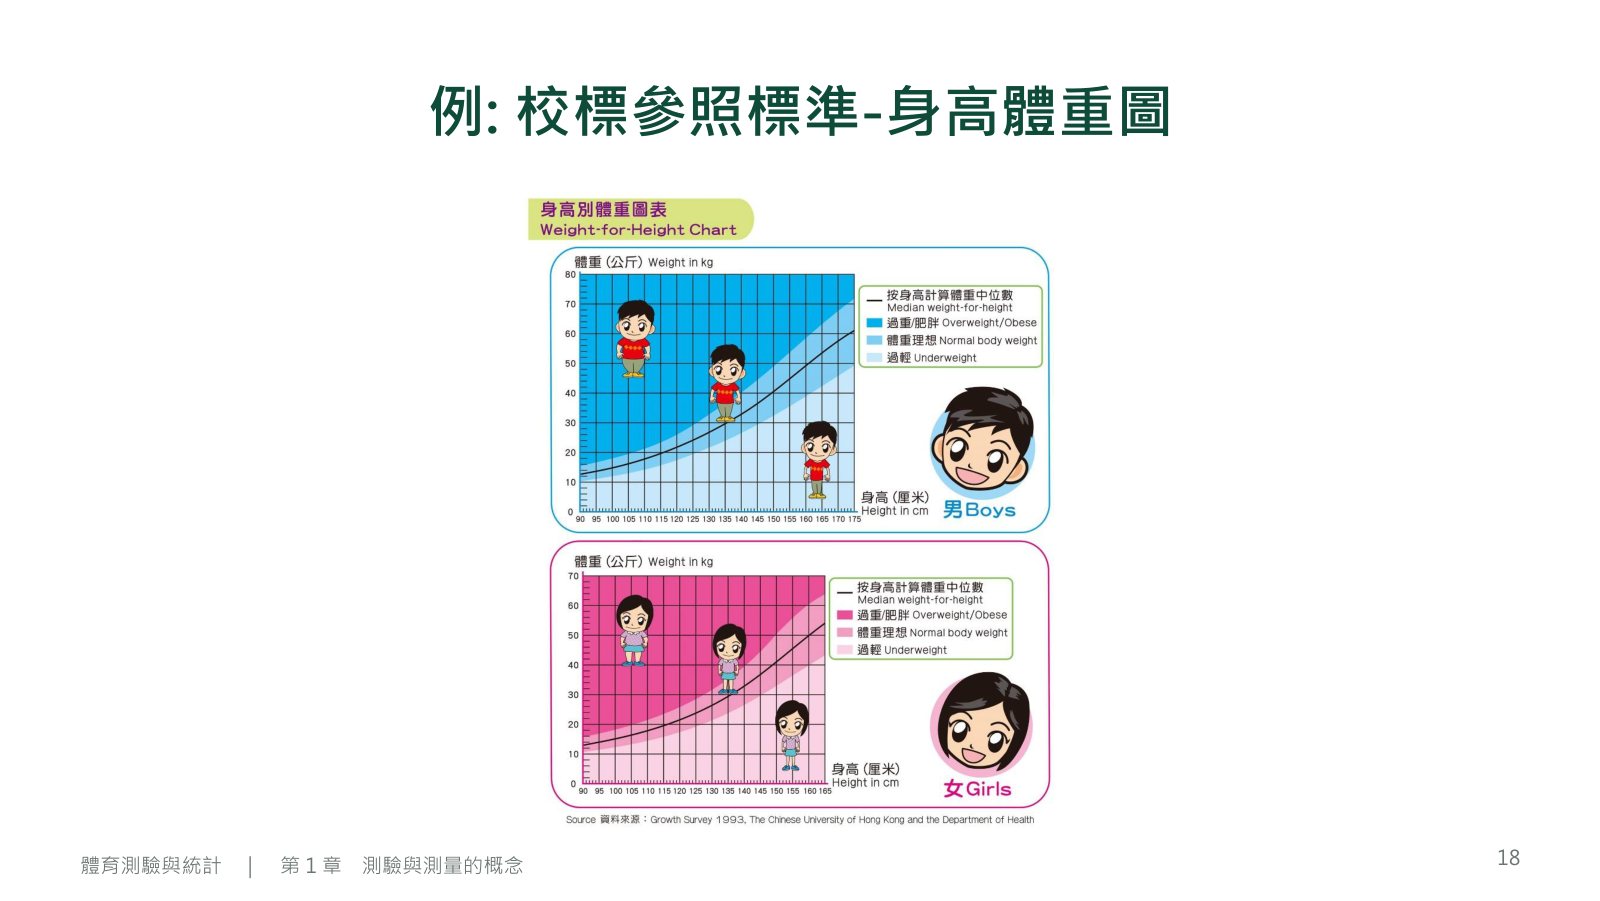 例: 校標參照標準-身高體重圖
身高別體重圖表
Weight-for-Height Chart
體重 (公斤) Weight in kg
80
70
60
50
40
30
20
10
0
90 95 100 105 110 115 120 125 130 135 140 145 150 155 160 165 170 175
身高 (厘米)
Height in cm
按身高計算體重中位數
Median weight-for-height
過重/肥胖 Overweight/Obese
體重理想 Normal body weight
過輕 Underweight
男Boys
體重 (公斤) Weight in kg
70
60
50
40
30
20
10
0
90 95 100 105 110 115 120 125 130 135 140 145 150 155 160 165
身高 (厘米)
Height in cm
按身高計算體重中位數
Median weight-for-height
過重/肥胖 Overweight/Obese
體重理想 Normal body weight
過輕 Underweight
女Girls
Source 資料來源：Growth Survey 1993, The Chinese University of Hong Kong and the Department of Health
體育測驗與統計 | 第 1 章 測驗與測量的概念
18